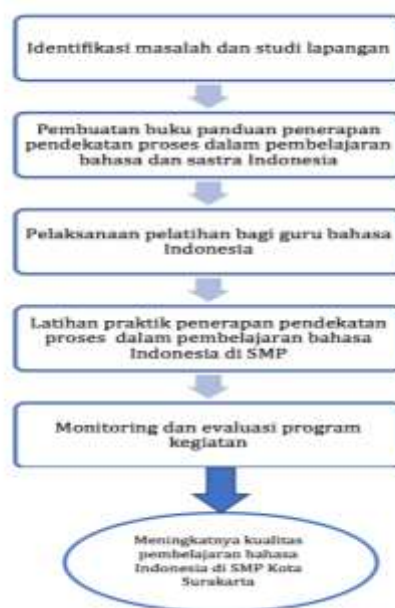 Identifikasi masalah dan studi lapangan
Pembuatan buku panduan penerapan
pendekatan proses dalam pembelajaran
bahasa dan sastra Indonesia
Pelaksanaan pelatihan bagi guru bahasa
Indonesia
Latihan praktik penerapan pendekatan
proses dalam pembelajaran bahasa
Indonesia di SMP
Monitoring dan evaluasi program
kegiatan
Meningkatnya kualitas
pembelajaran bahasa
Indonesia di SMP Kota
Surakarta